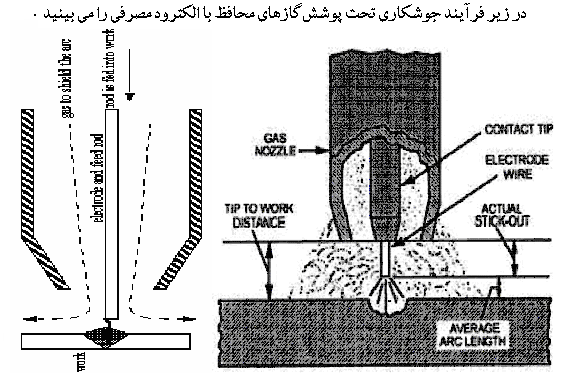 در زیر فرآیند جوشکاری تحت پوشش گازهای محافظ با الکترود مصرفی را می بینید .
gas to shield the arc
rod is fed into work
electrode and feed rod
work
GAS
NOZZLE
CONTACT TIP
ELECTRODE
WIRE
TIP TO WORK
DISTANCE
ACTUAL
STICK-OUT
AVERAGE
ARC LENGTH